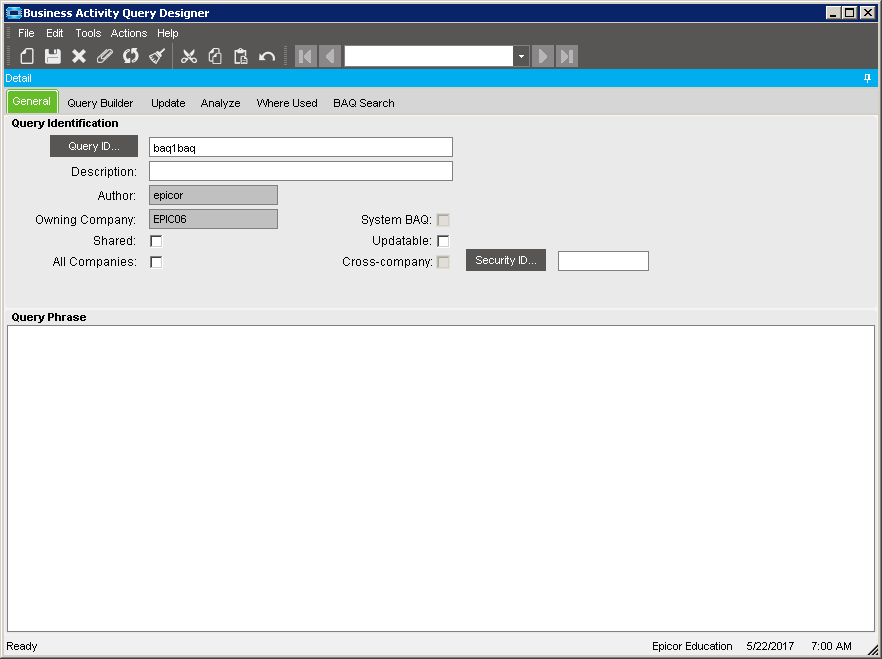 Business Activity Query Designer
File Edit Tools Actions Help
Detail
General Query Builder Update Analyze Where Used BAQ Search
Query Identification
Query ID... baq1baq
Description:
Author: epicor
Owning Company: EPIC06 System BAQ:
Shared: Updatable:
All Companies: Cross-company: Security ID...
Query Phrase
Ready Epicor Education 5/22/2017 7:00 AM